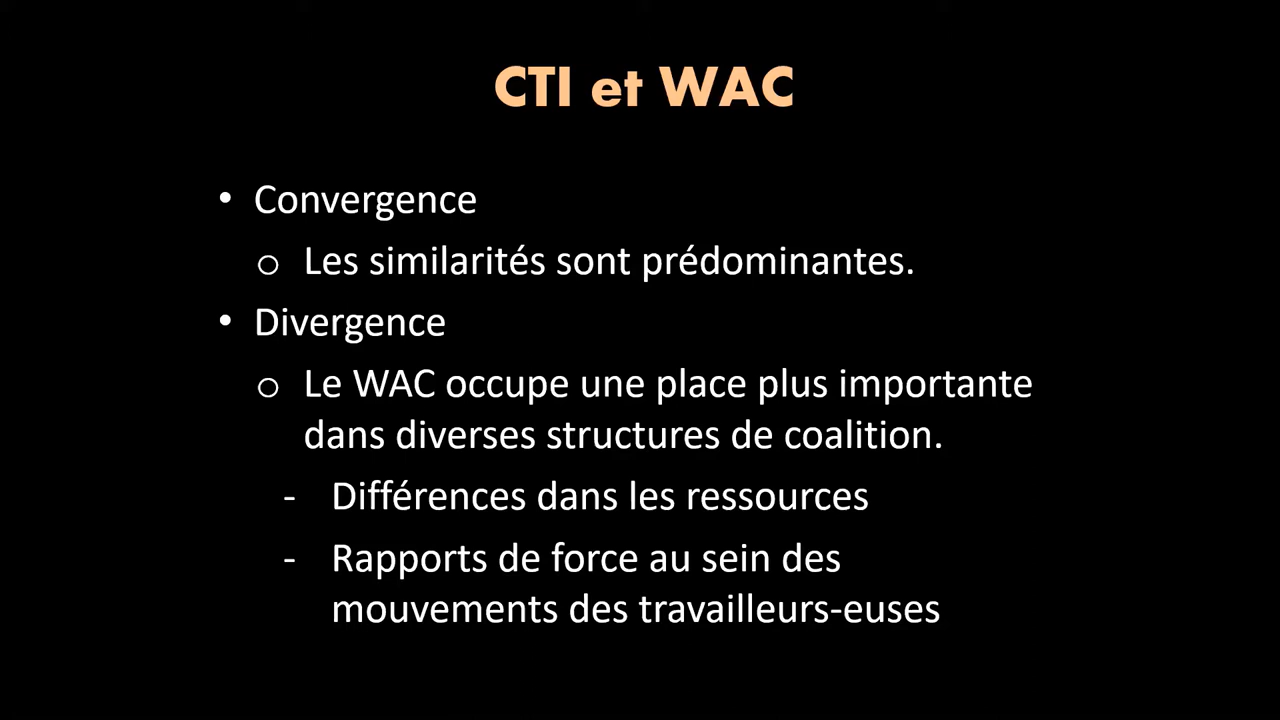 CTI et WAC
• Convergence
o Les similarités sont prédominantes.
• Divergence
o Le WAC occupe une place plus importante
dans diverses structures de coalition.
- Différences dans les ressources
- Rapports de force au sein des
mouvements des travailleurs-euses